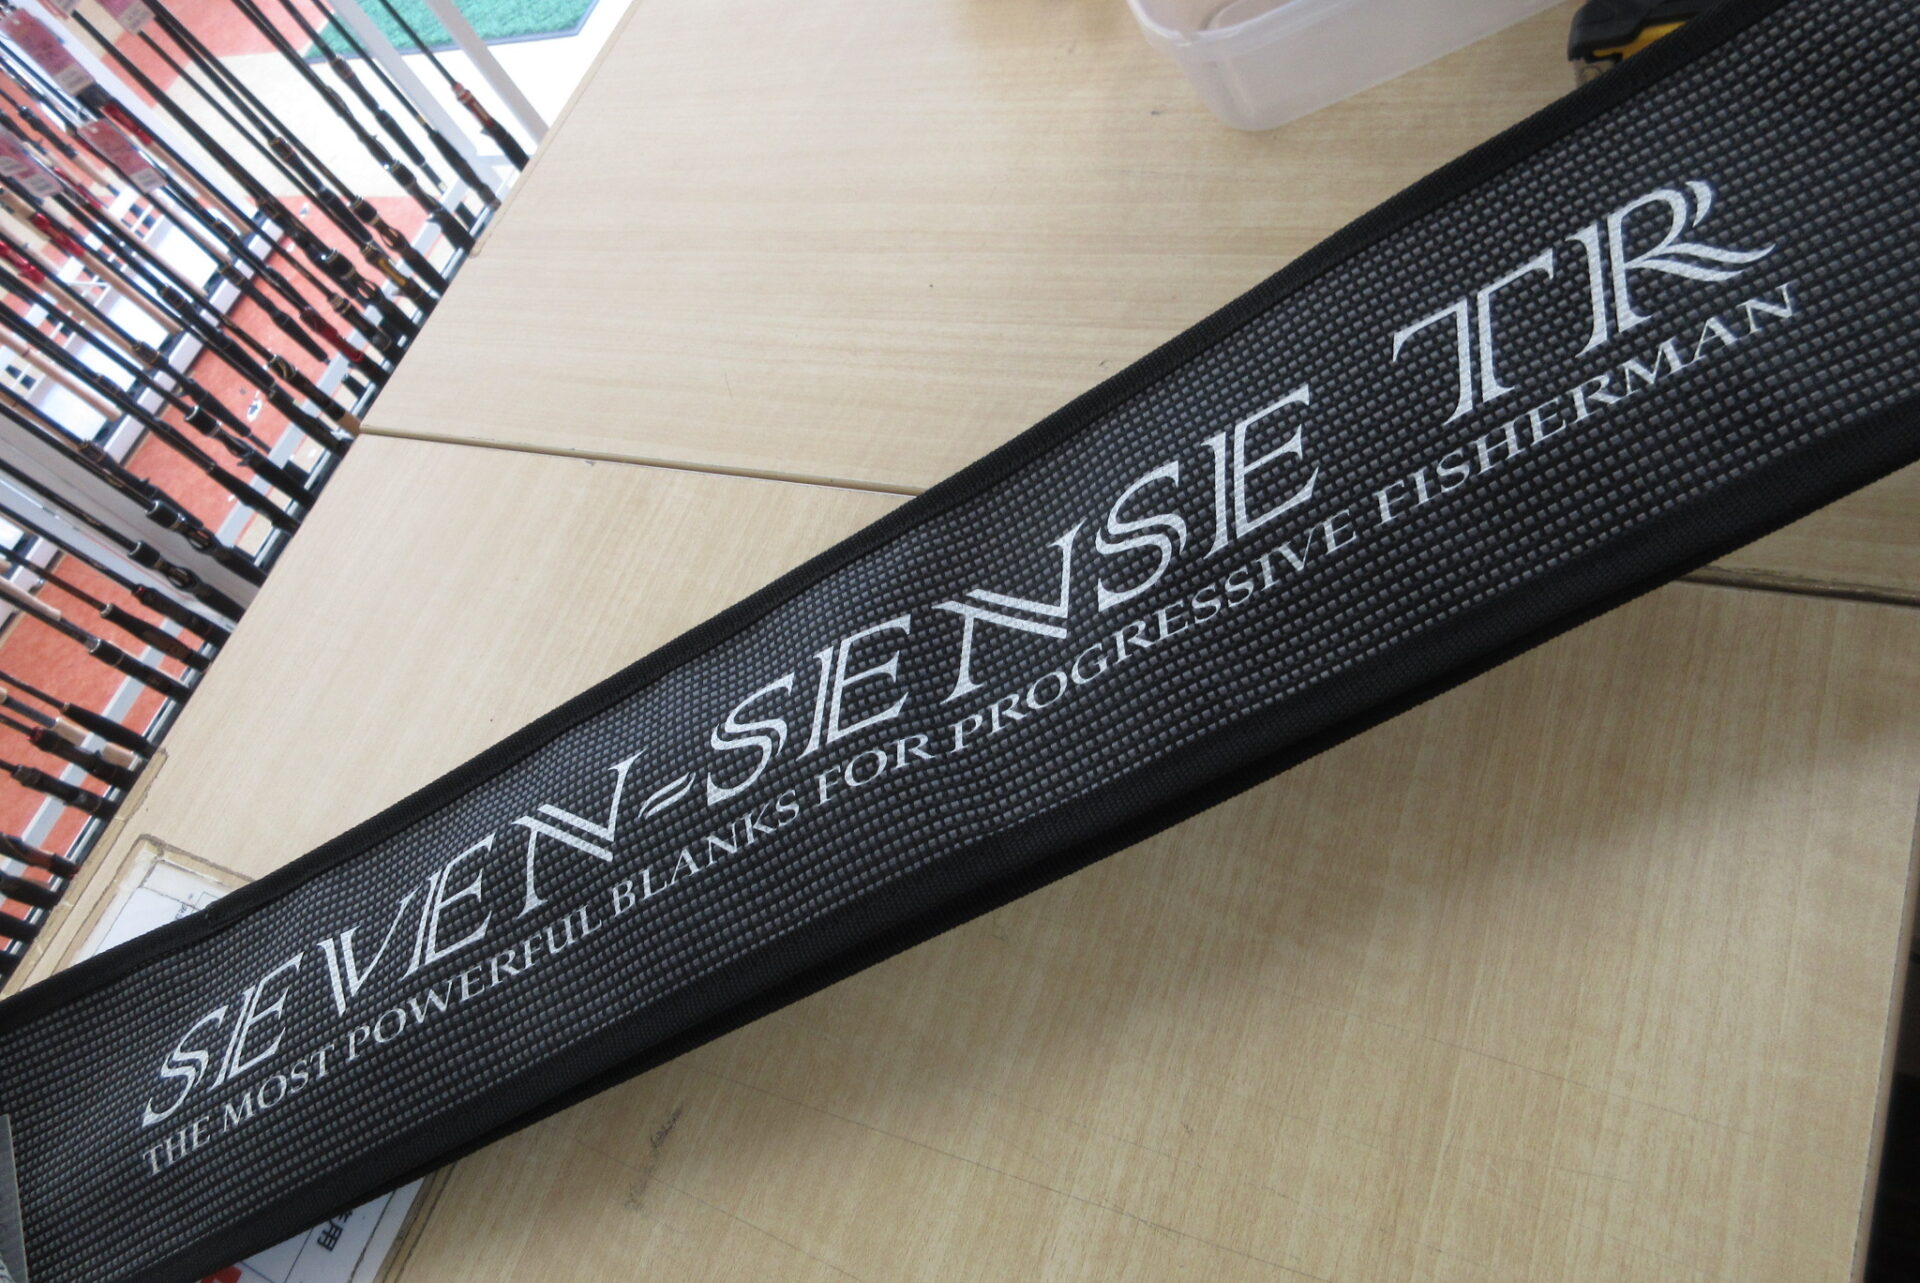 SEVEN-SENSE TR
THE MOST POWERFUL BLANKS FOR PROGRESSIVE FISHERMAN